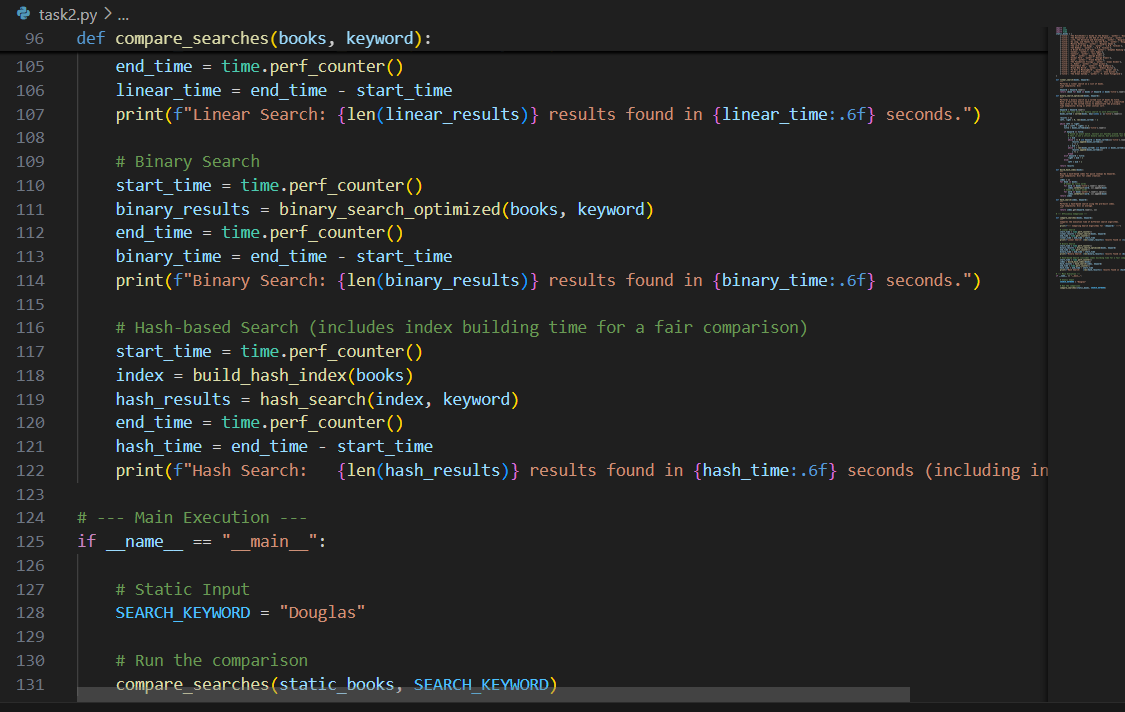 task2.py > ...
96 def compare_searches(books, keyword):
105 end_time = time.perf_counter()
106 linear_time = end_time - start_time
107 print(f"Linear Search: {len(linear_results)} results found in {linear_time:.6f} seconds.")
108
109 # Binary Search
110 start_time = time.perf_counter()
111 binary_results = binary_search_optimized(books, keyword)
112 end_time = time.perf_counter()
113 binary_time = end_time - start_time
114 print(f"Binary Search: {len(binary_results)} results found in {binary_time:.6f} seconds.")
115
116 # Hash-based Search (includes index building time for a fair comparison)
117 start_time = time.perf_counter()
118 index = build_hash_index(books)
119 hash_results = hash_search(index, keyword)
120 end_time = time.perf_counter()
121 hash_time = end_time - start_time
122 print(f"Hash Search:   {len(hash_results)} results found in {hash_time:.6f} seconds (including in
123
124 # --- Main Execution ---
125 if __name__ == "__main__":
126
127 # Static Input
128 SEARCH_KEYWORD = "Douglas"
129
130 # Run the comparison
131 compare_searches(static_books, SEARCH_KEYWORD)